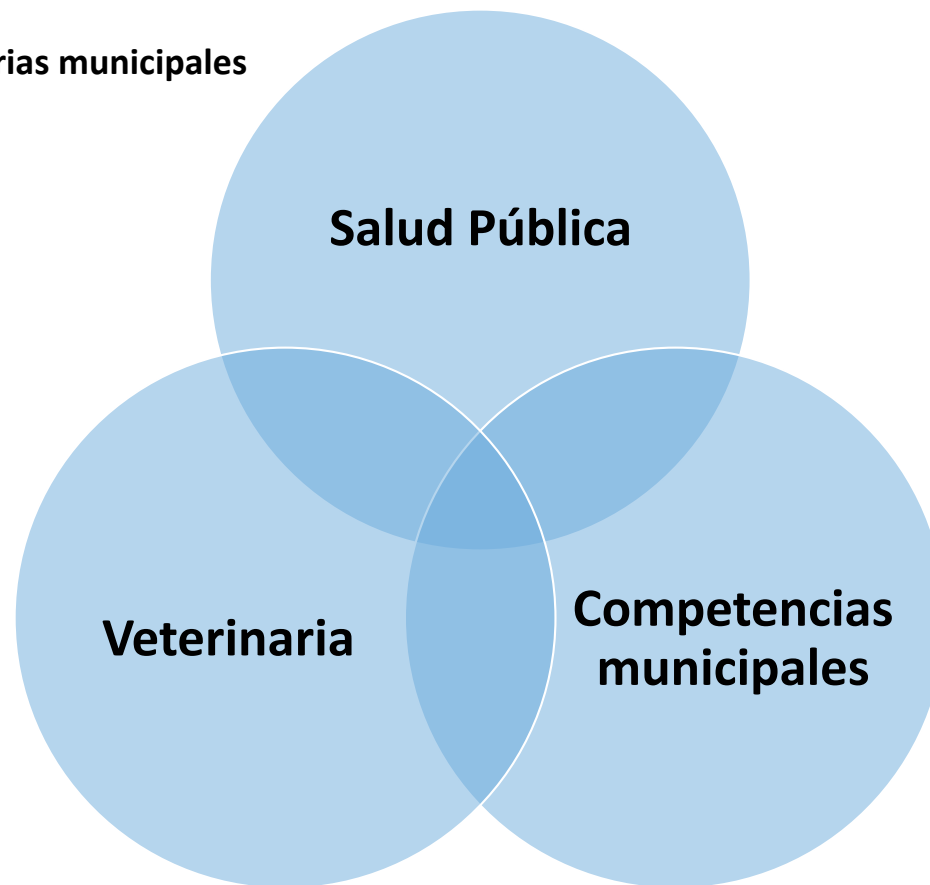 rias municipales
Salud Pública
Veterinaria
Competencias
municipales